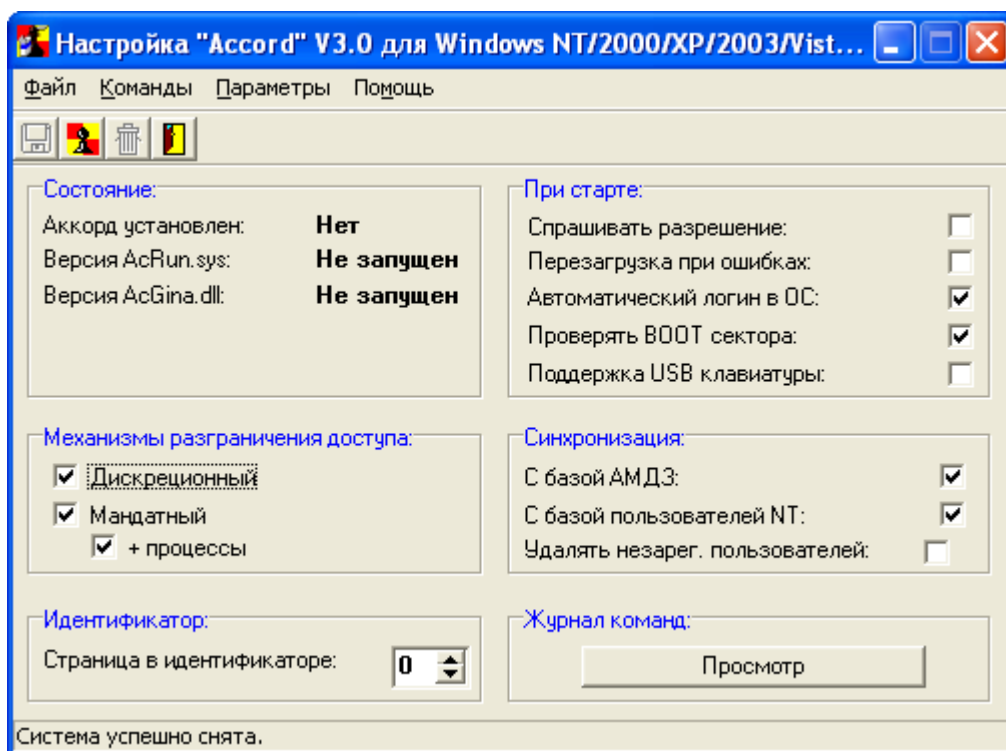 Настройка "Accord" V3.0 для Windows NT/2000/XP/2003/Vist...
Файл Команды Параметры Помощь
Состояние:
Аккорд установлен: Нет
Версия AcRun.sys: Не запущен
Версия AcGina.dll: Не запущен
При старте:
Спрашивать разрешение:
Перезагрузка при ошибках:
Автоматический логин в ОС:
Проверять BOOT сектора:
Поддержка USB клавиатуры:
Механизмы разграничения доступа:
Дискреционный
Мандатный
+ процессы
Синхронизация:
С базой АМДЗ:
С базой пользователей NT:
Удалять незарег. пользователей:
Идентификатор:
Страница в идентификаторе: 0
Журнал команд:
Просмотр
Система успешно снята.